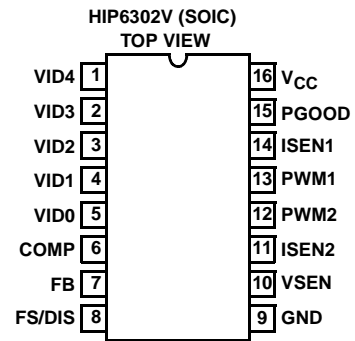 HIP6302V (SOIC)
TOP VIEW
VID4 1 16 VCC
VID3 2 15 PGOOD
VID2 3 14 ISEN1
VID1 4 13 PWM1
VID0 5 12 PWM2
COMP 6 11 ISEN2
FB 7 10 VSEN
FS/DIS 8 9 GND